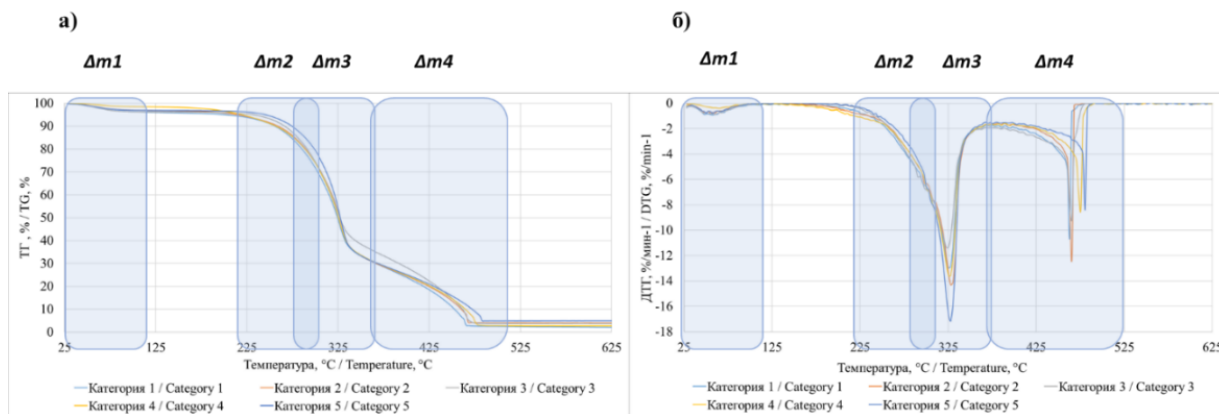 а)
Δm1 Δm2 Δm3 Δm4
100
90
80
70
60
50
40
30
20
10
0
ТГ, % / TG, %
25 125 225 325 425 525 625
Температура, °C / Temperature, °C
Категория 1 / Category 1 Категория 2 / Category 2 Категория 3 / Category 3
Категория 4 / Category 4 Категория 5 / Category 5
б)
Δm1 Δm2 Δm3 Δm4
0
-2
-4
-6
-8
-10
-12
-14
-16
-18
ДТГ, %/мин-1 / DTG, %/min-1
25 125 225 325 425 525 625
Температура, °C / Temperature, °C
Категория 1 / Category 1 Категория 2 / Category 2 Категория 3 / Category 3
Категория 4 / Category 4 Категория 5 / Category 5